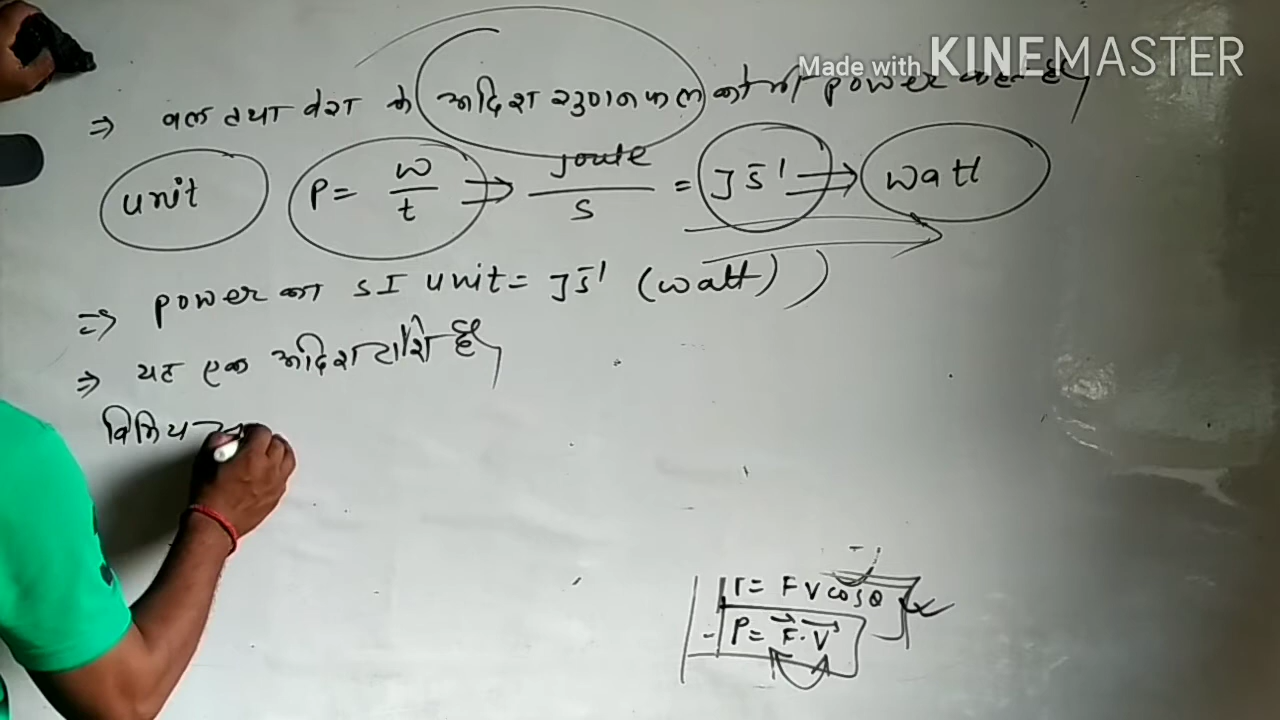 Made with KINEMASTER
⇒ बल तथा वेग के अदिश गुणनफल को ही power कहते हैं
unit P = W/t ⇒ Joule/s = J s⁻¹ ⇒ watt
⇒ power का SI unit = J s⁻¹ (watt)
⇒ यह एक अदिश राशि है
= F V cos θ
P = F⃗ · V⃗